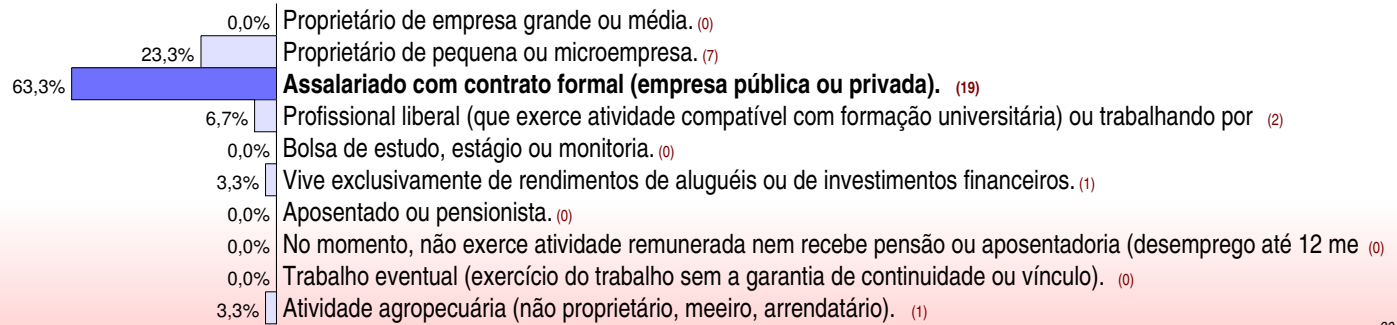 0,0% Proprietário de empresa grande ou média. (0)
23,3% Proprietário de pequena ou microempresa. (7)
63,3% Assalariado com contrato formal (empresa pública ou privada). (19)
6,7% Profissional liberal (que exerce atividade compatível com formação universitária) ou trabalhando por (2)
0,0% Bolsa de estudo, estágio ou monitoria. (0)
3,3% Vive exclusivamente de rendimentos de aluguéis ou de investimentos financeiros. (1)
0,0% Aposentado ou pensionista. (0)
0,0% No momento, não exerce atividade remunerada nem recebe pensão ou aposentadoria (desemprego até 12 me (0)
0,0% Trabalho eventual (exercício do trabalho sem a garantia de continuidade ou vínculo). (0)
3,3% Atividade agropecuária (não proprietário, meeiro, arrendatário). (1)